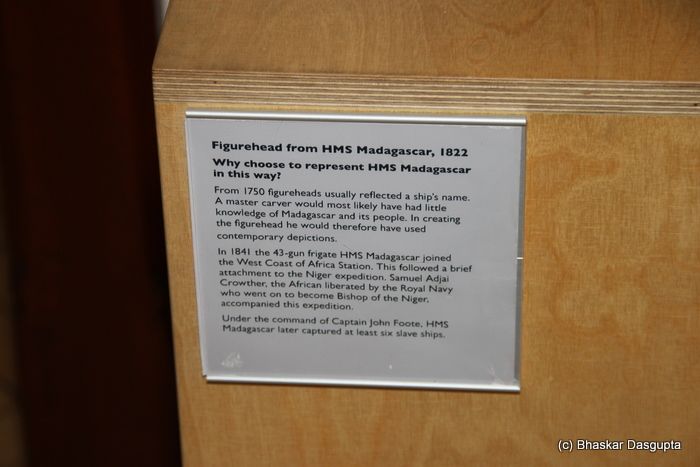 Figurehead from HMS Madagascar, 1822
Why choose to represent HMS Madagascar
in this way?
From 1750 figureheads usually reflected a ship's name.
A master carver would most likely have had little
knowledge of Madagascar and its people. In creating
the figurehead he would therefore have used
contemporary depictions.
In 1841 the 43-gun frigate HMS Madagascar joined
the West Coast of Africa Station. This followed a brief
attachment to the Niger expedition. Samuel Adjai
Crowther, the African liberated by the Royal Navy
who went on to become Bishop of the Niger,
accompanied this expedition.
Under the command of Captain John Foote, HMS
Madagascar later captured at least six slave ships.
(c) Bhaskar Dasgupta